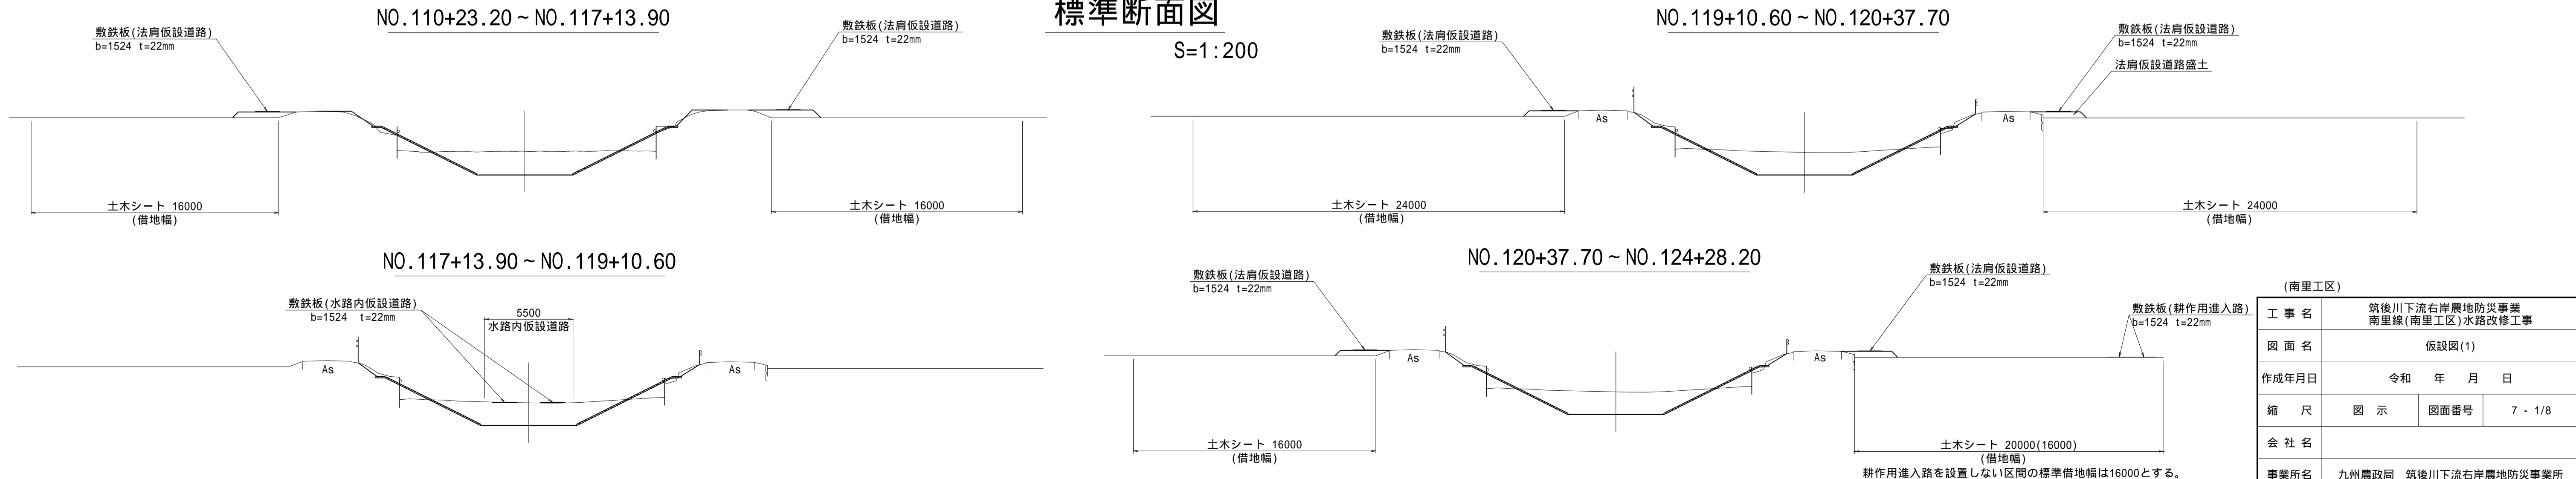 標準断面図
S=1:200
NO.110+23.20～NO.117+13.90
敷鉄板(法肩仮設道路)
b=1524 t=22mm
敷鉄板(法肩仮設道路)
b=1524 t=22mm
土木シート 16000
(借地幅)
土木シート 16000
(借地幅)
NO.119+10.60～NO.120+37.70
敷鉄板(法肩仮設道路)
b=1524 t=22mm
敷鉄板(法肩仮設道路)
b=1524 t=22mm
法肩仮設道路盛土
As
As
土木シート 24000
(借地幅)
土木シート 24000
(借地幅)
NO.117+13.90～NO.119+10.60
敷鉄板(水路内仮設道路)
b=1524 t=22mm
5500
水路内仮設道路
As
As
NO.120+37.70～NO.124+28.20
敷鉄板(法肩仮設道路)
b=1524 t=22mm
敷鉄板(法肩仮設道路)
b=1524 t=22mm
敷鉄板(耕作用進入路)
b=1524 t=22mm
As
As
土木シート 16000
(借地幅)
土木シート 20000(16000)
(借地幅)
耕作用進入路を設置しない区間の標準借地幅は16000とする。
(南里工区)
工事名 筑後川下流右岸農地防災事業
南里線(南里工区)水路改修工事
図面名 仮設図(1)
作成年月日 令和 年 月 日
縮尺 図示 図面番号 7 - 1/8
会社名
事業所名 九州農政局 筑後川下流右岸農地防災事業所